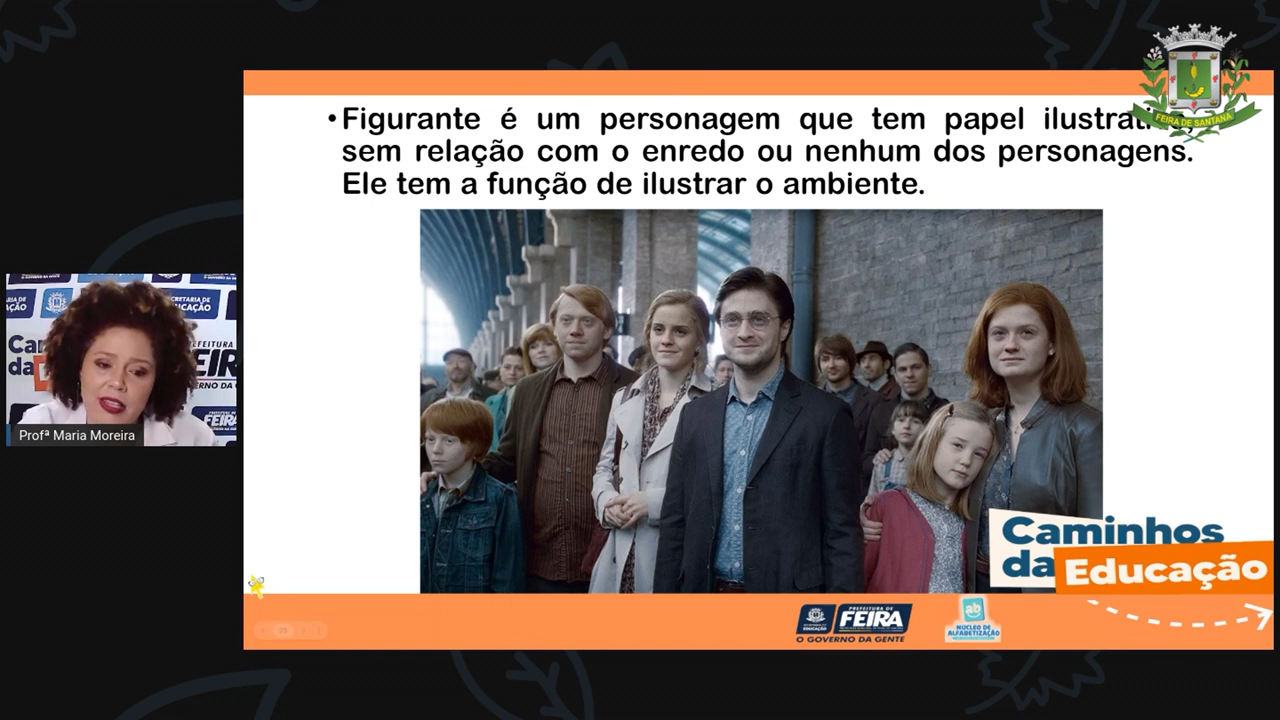 FEIRA DE SANTANA
• Figurante é um personagem que tem papel
sem relação com o enredo ou nenhum dos personagens.
Ele tem a função de ilustrar o ambiente.
Profª Maria Moreira
Caminhos
da Educação
PREFEITURA DE
FEIRA
O GOVERNO DA GENTE
EDUCAÇÃO
ab
NÚCLEO DE
ALFABETIZAÇÃO